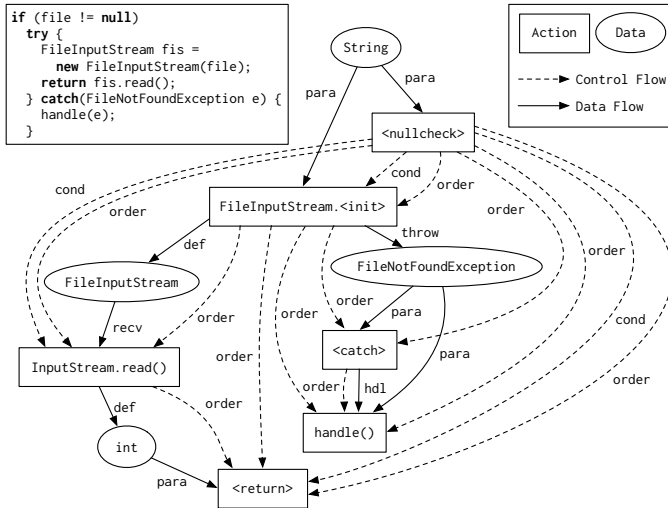 if (file != null)
try {
FileInputStream fis =
new FileInputStream(file);
return fis.read();
} catch(FileNotFoundException e) {
handle(e);
}
Action
Data
Control Flow
Data Flow
String
para
para
<nullcheck>
cond
order
cond
order
order
order
cond
order
FileInputStream.<init>
def
throw
FileInputStream
FileNotFoundException
recv
order
order
order
order
para
para
InputStream.read()
<catch>
def
order
order
hdl
int
handle()
para
<return>